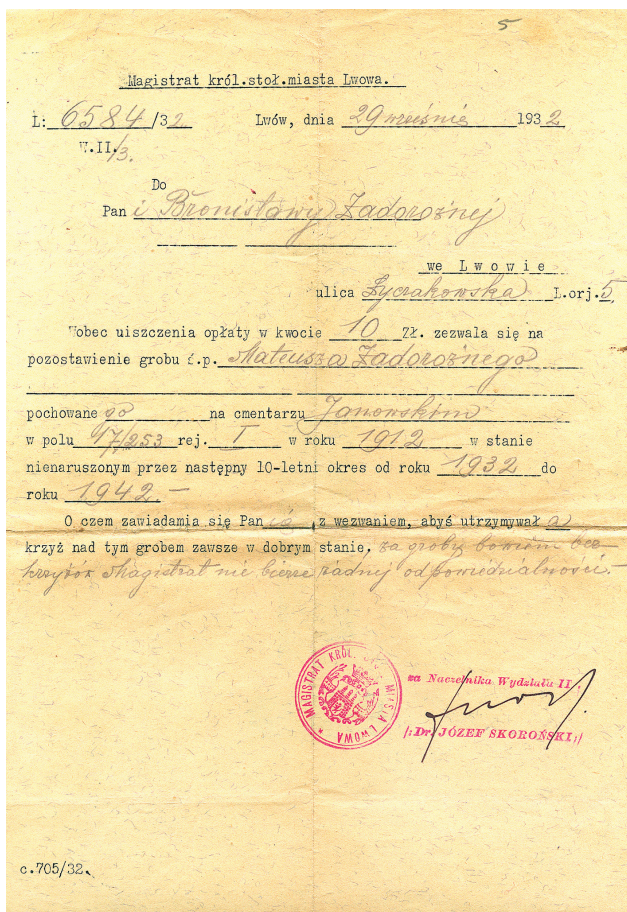 5
Magistrat król.stoł.miasta Lwowa.
L: 6584/32 Lwów, dnia 29 września 1932
W.II/3.
Do
Pani Bronisławy Zadorożnej
we Lwowie
ulica Łyczakowska L.orj.5
Wobec uiszczenia opłaty w kwocie 10 Zł. zezwala się na
pozostawienie grobu ś.p. Mateusza Zadorożnego
pochowanego na cmentarzu Janowskim
w polu 17/253 rej. I w roku 1912 w stanie
nienaruszonym przez następny 10-letni okres od roku 1932 do
roku 1942.-
O czem zawiadamia się Panią z wezwaniem, abyś utrzymywała
krzyż nad tym grobem zawsze w dobrym stanie, za groby bowiem bez
krzyżów Magistrat nie bierze żadnej odpowiedzialności.-
MAGISTRAT KRÓL. STOŁ. MIASTA LWOWA
za Naczelnika Wydziału II.
/:Dr. JÓZEF SKOROŃSKI:/
c.705/32.